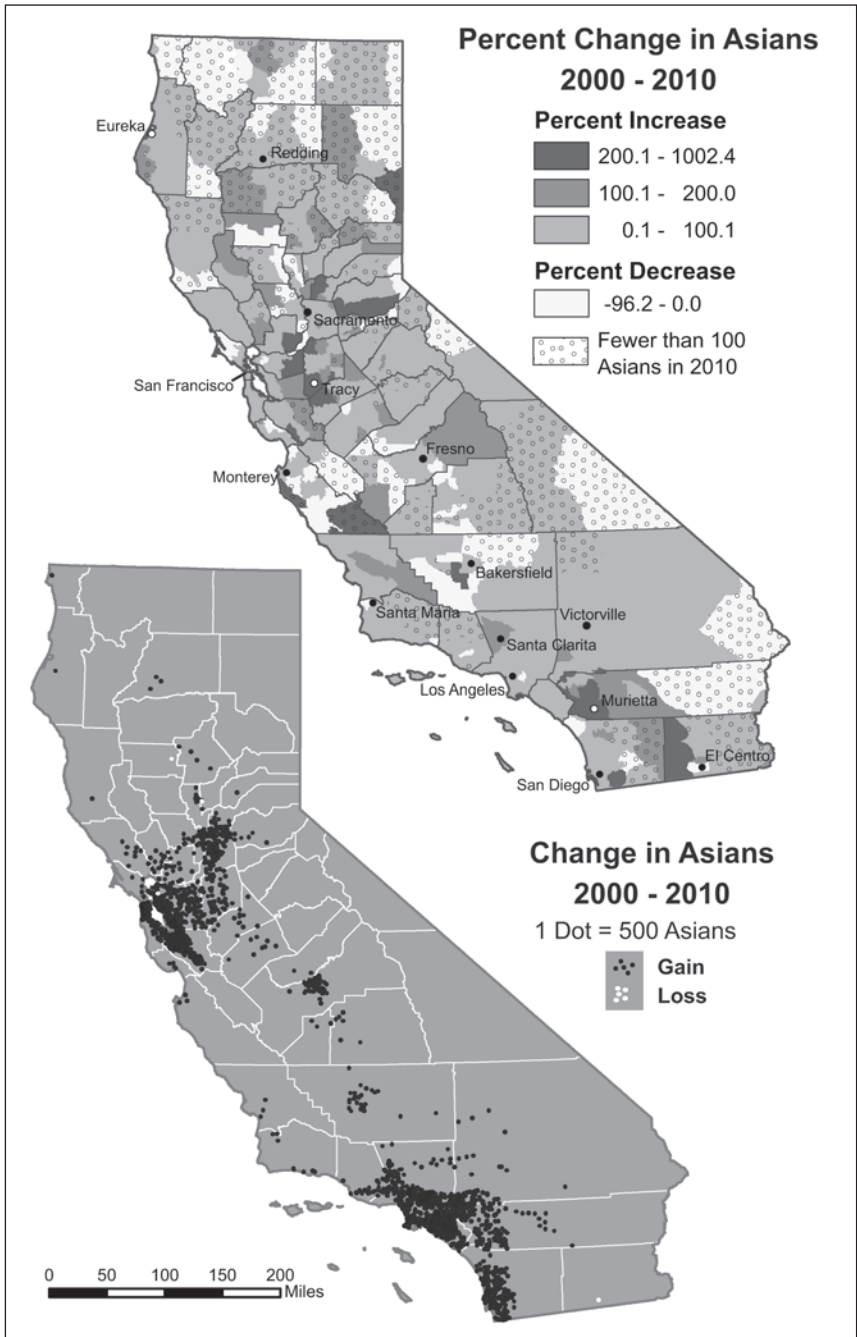 Percent Change in Asians
2000 - 2010
Percent Increase
200.1 - 1002.4
100.1 - 200.0
0.1 - 100.1
Percent Decrease
-96.2 - 0.0
Fewer than 100
Asians in 2010
Eureka
Redding
Sacramento
San Francisco
Tracy
Monterey
Fresno
Bakersfield
Santa Maria
Victorville
Santa Clarita
Los Angeles
Murietta
San Diego
El Centro
Change in Asians
2000 - 2010
1 Dot = 500 Asians
Gain
Loss
0 50 100 150 200
Miles